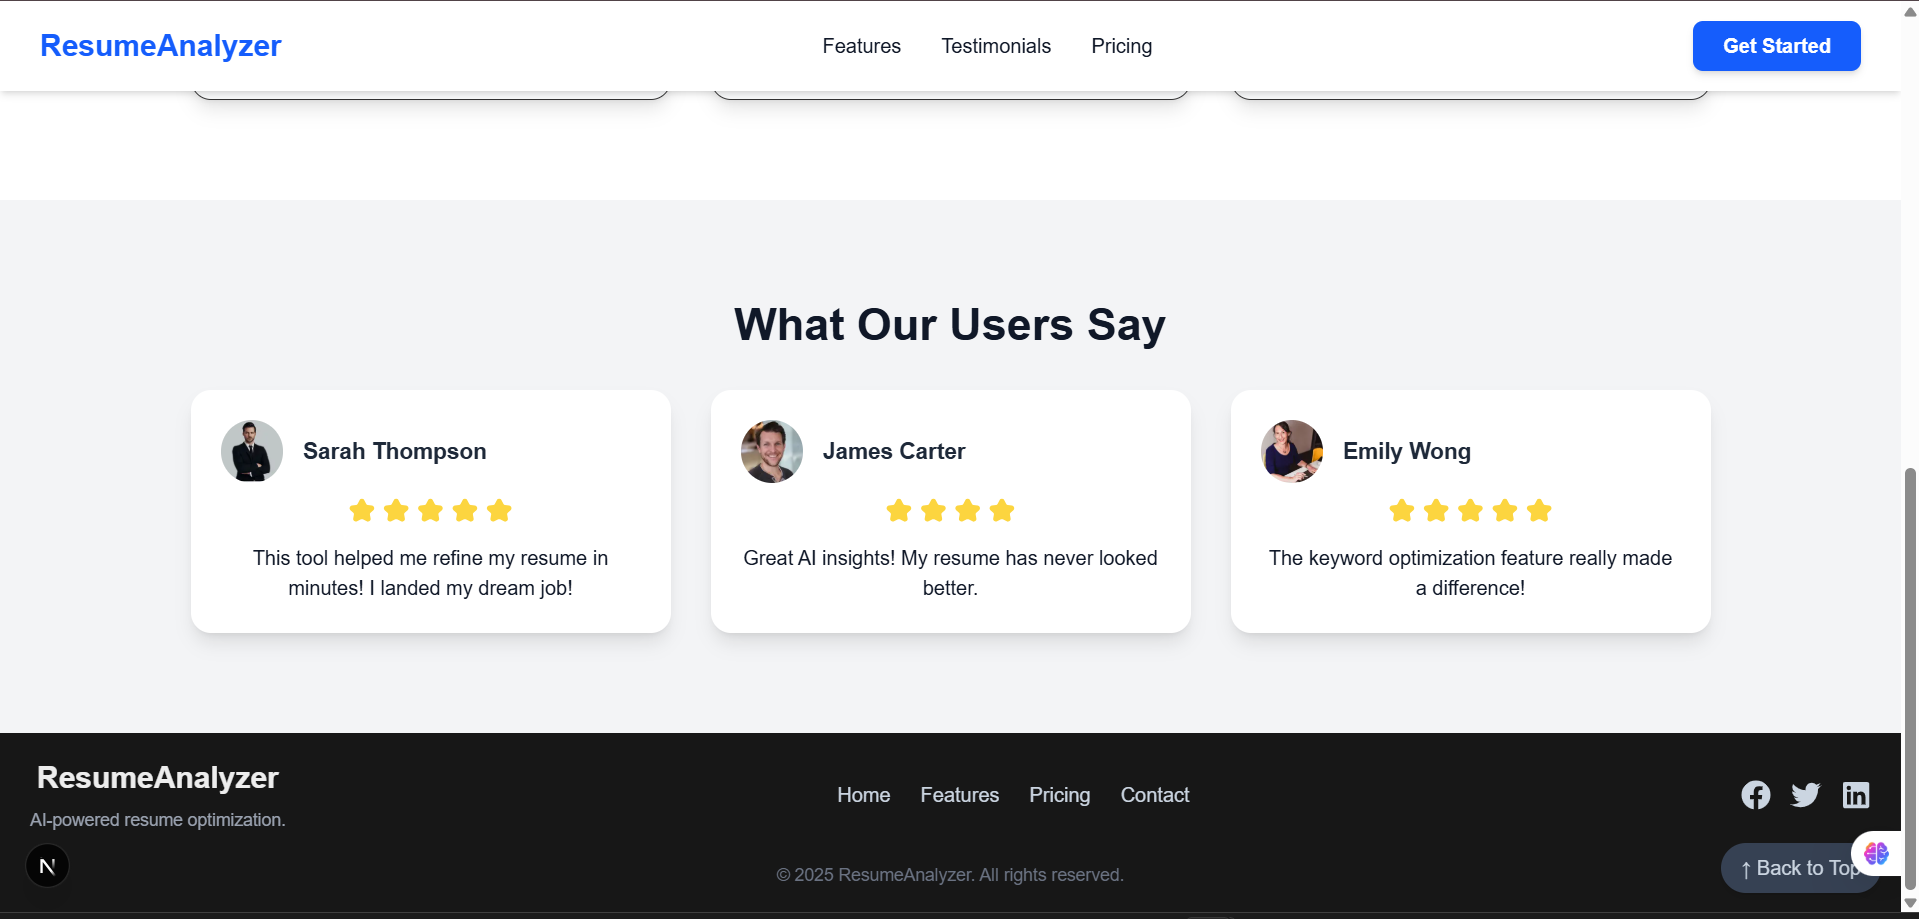 ResumeAnalyzer
Features
Testimonials
Pricing
Get Started
What Our Users Say
Sarah Thompson
This tool helped me refine my resume in
minutes! I landed my dream job!
James Carter
Great AI insights! My resume has never looked
better.
Emily Wong
The keyword optimization feature really made
a difference!
ResumeAnalyzer
AI-powered resume optimization.
Home
Features
Pricing
Contact
N
© 2025 ResumeAnalyzer. All rights reserved.
↑ Back to Top